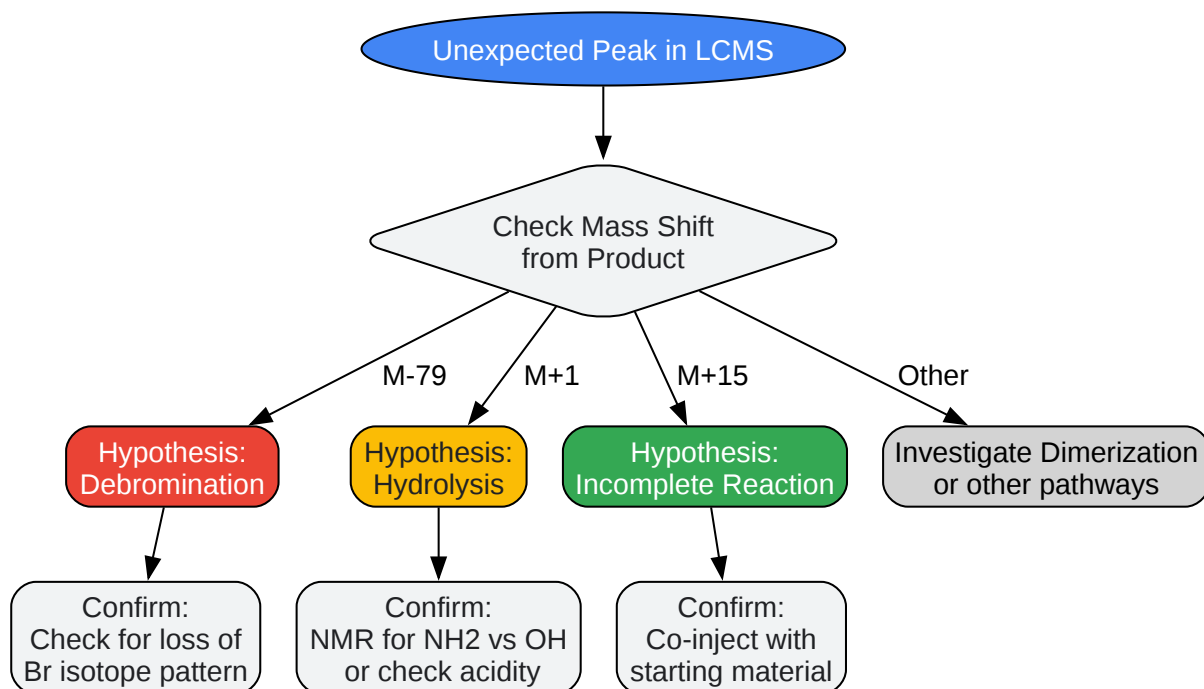 Unexpected Peak in LCMS
Check Mass Shift
from Product
M-79
M+1
M+15
Other
Hypothesis:
Debromination
Hypothesis:
Hydrolysis
Hypothesis:
Incomplete Reaction
Investigate Dimerization
or other pathways
Confirm:
Check for loss of
Br isotope pattern
Confirm:
NMR for NH2 vs OH
or check acidity
Confirm:
Co-inject with
starting material